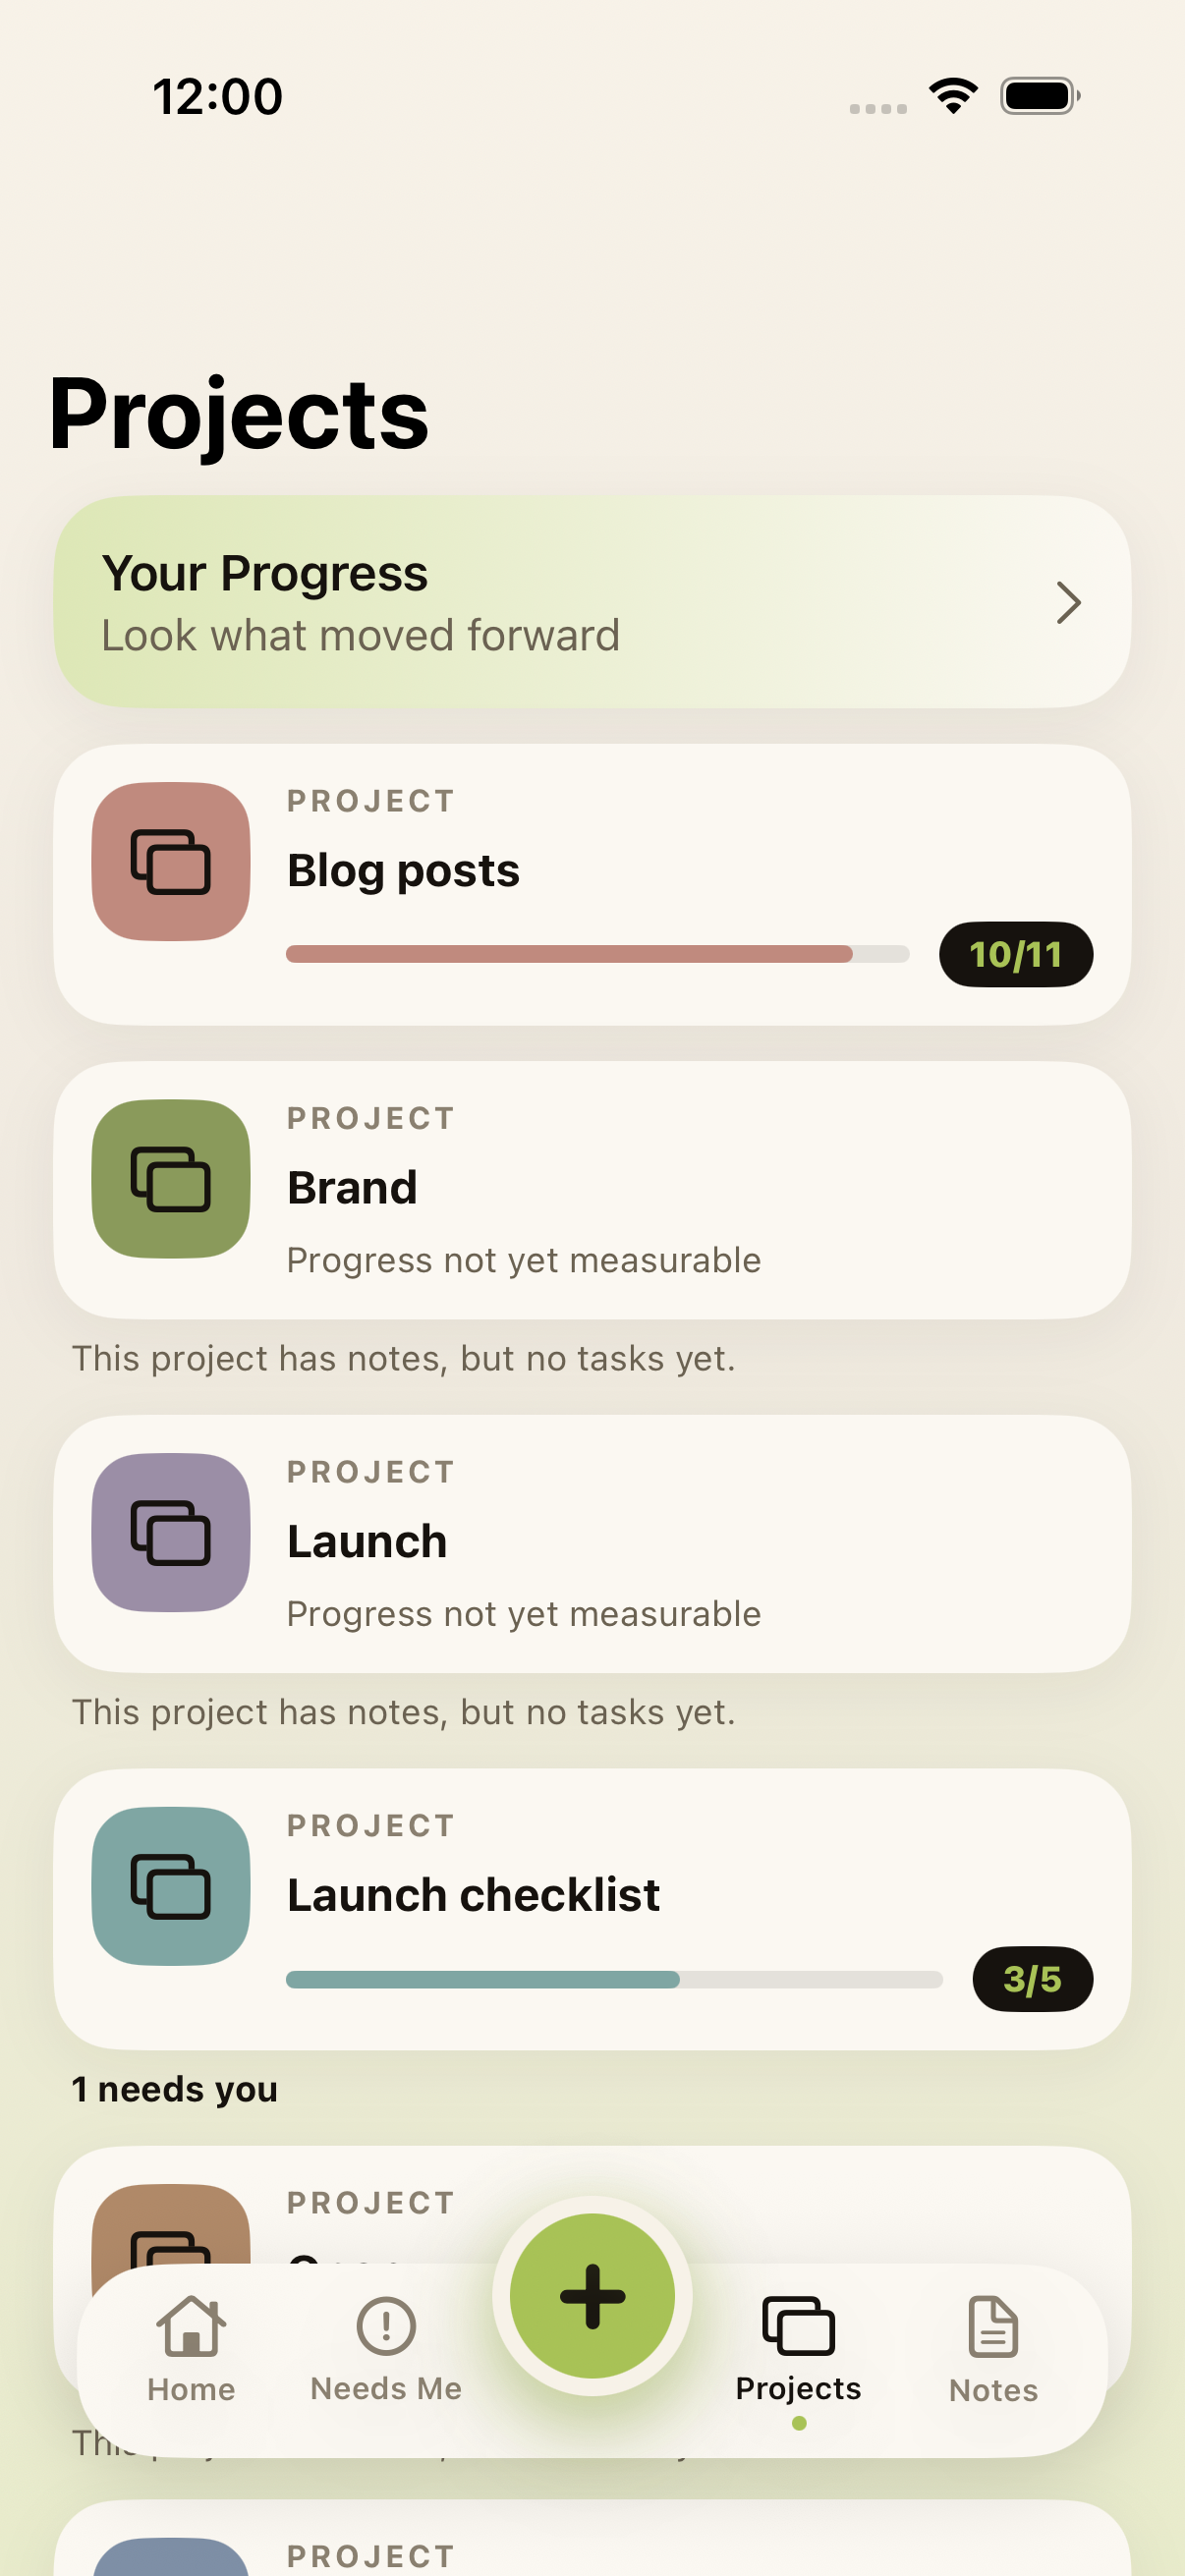 12:00
Projects
Your Progress
Look what moved forward
PROJECT
Blog posts
10/11
PROJECT
Brand
Progress not yet measurable
This project has notes, but no tasks yet.
PROJECT
Launch
Progress not yet measurable
This project has notes, but no tasks yet.
PROJECT
Launch checklist
3/5
1 needs you
PROJECT
Home
Needs Me
Projects
Notes
PROJECT